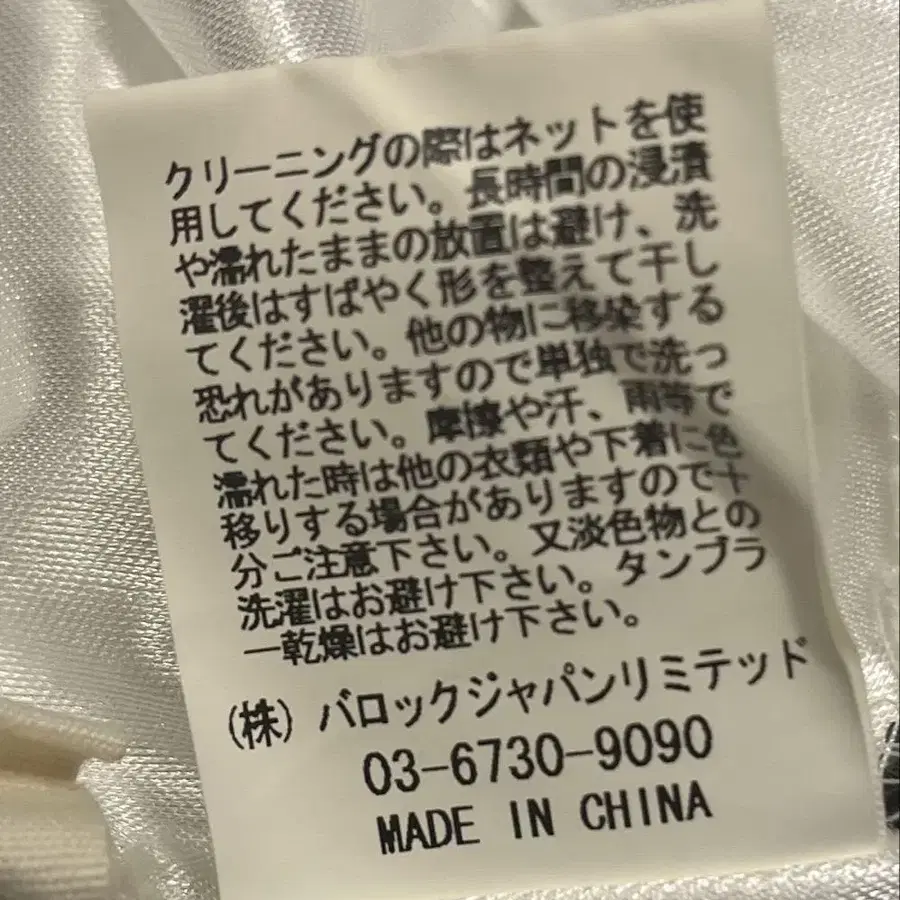 クリーニングの際はネットを使
用してください。長時間の浸漬
や濡れたままの放置は避け、洗
濯後はすばやく形を整えて干し
てください。他の物に移染する
恐れがありますので単独で洗っ
てください。摩擦や汗、雨等で
濡れた時は他の衣類や下着に色
移りする場合がありますので十
分ご注意下さい。又淡色物との
洗濯はお避け下さい。タンブラ
ー乾燥はお避け下さい。
(株)バロックジャパンリミテッド
03-6730-9090
MADE IN CHINA